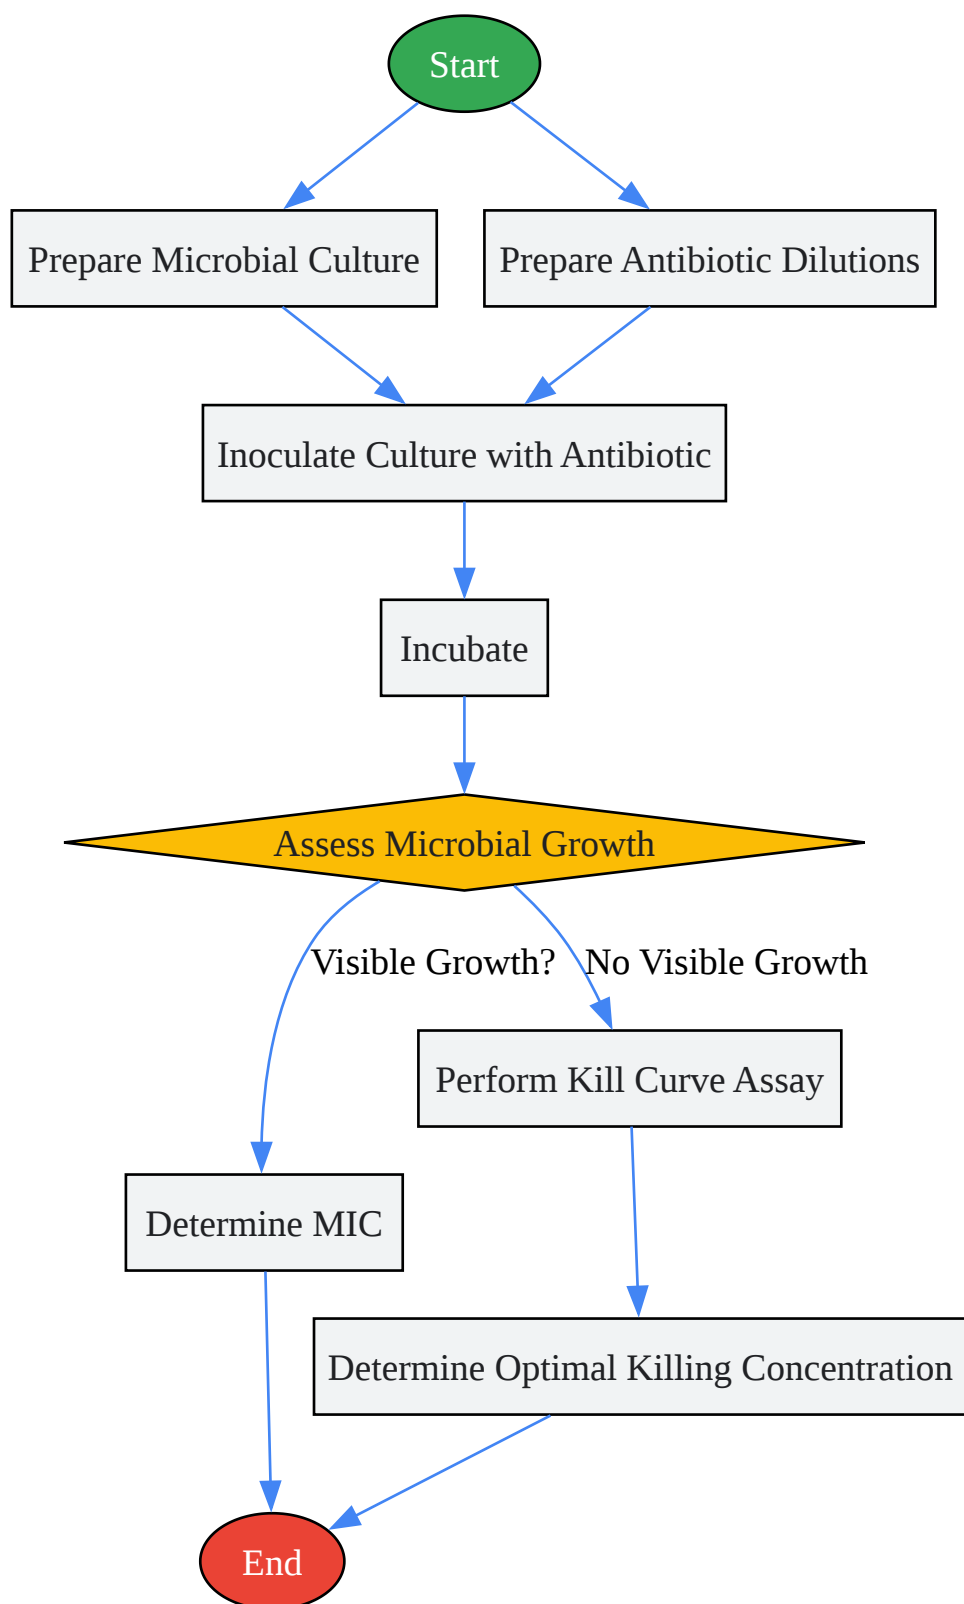 Start
Prepare Microbial Culture
Prepare Antibiotic Dilutions
Inoculate Culture with Antibiotic
Incubate
Assess Microbial Growth
Visible Growth?
No Visible Growth
Perform Kill Curve Assay
Determine MIC
Determine Optimal Killing Concentration
End